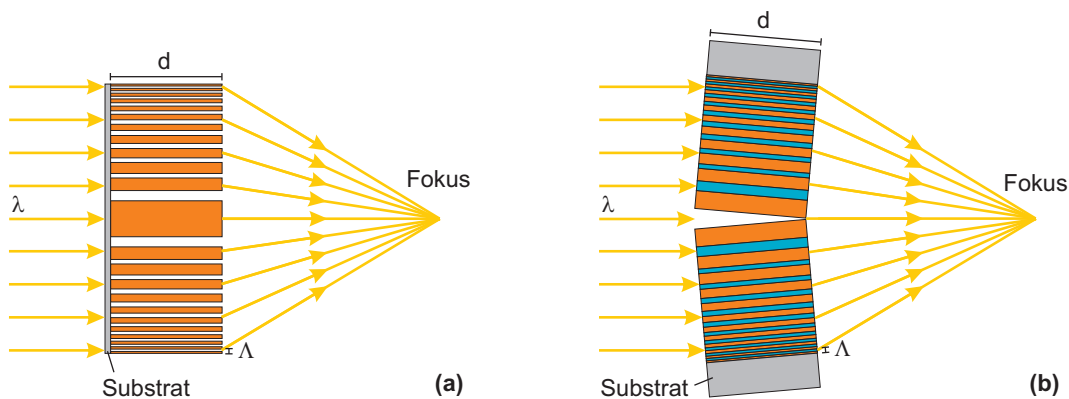 d
λ
Fokus
Λ
Substrat
(a)
d
λ
Fokus
Λ
Substrat
(b)